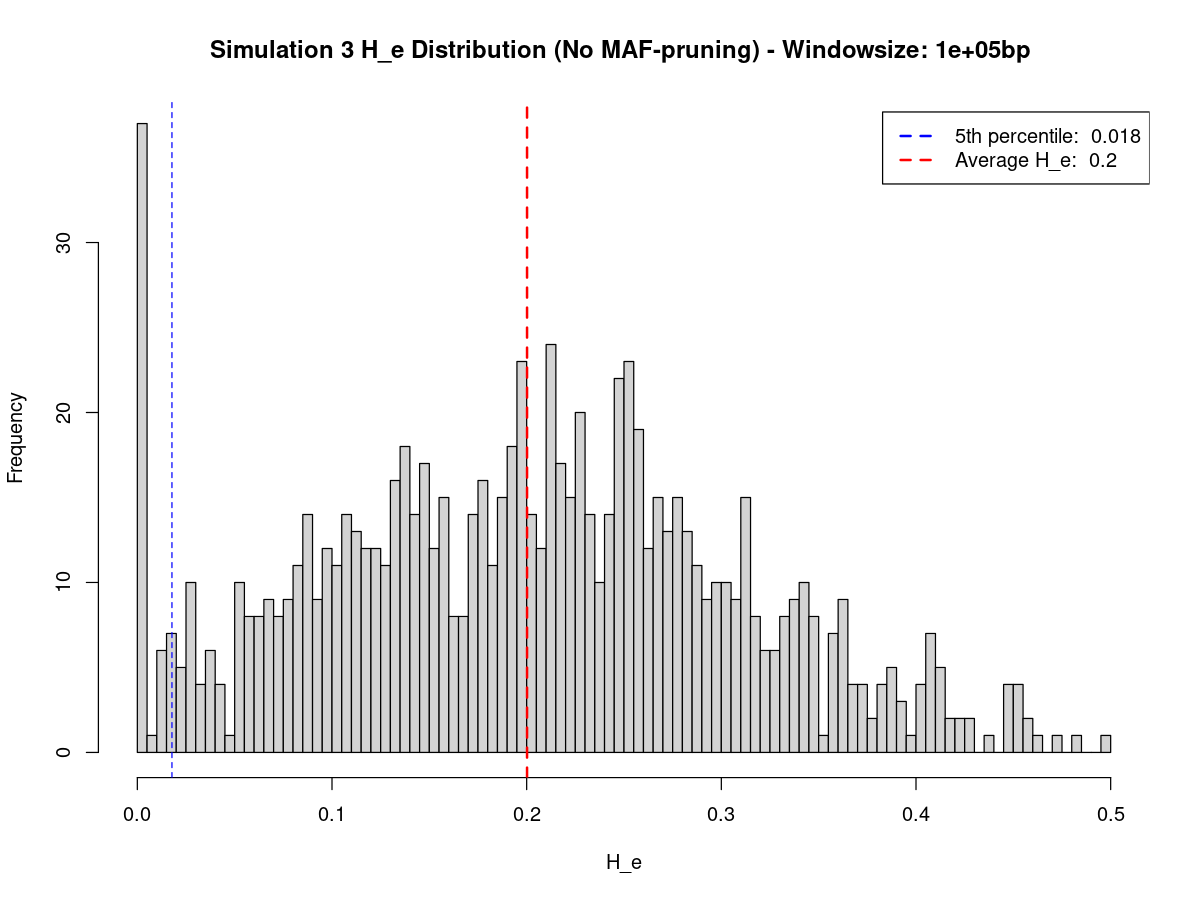 Simulation 3 H_e Distribution (No MAF-pruning) - Windowsize: 1e+05bp
5th percentile:  0.018
Average H_e:  0.2
Frequency
30
20
10
0
0.0 0.1 0.2 0.3 0.4 0.5
H_e